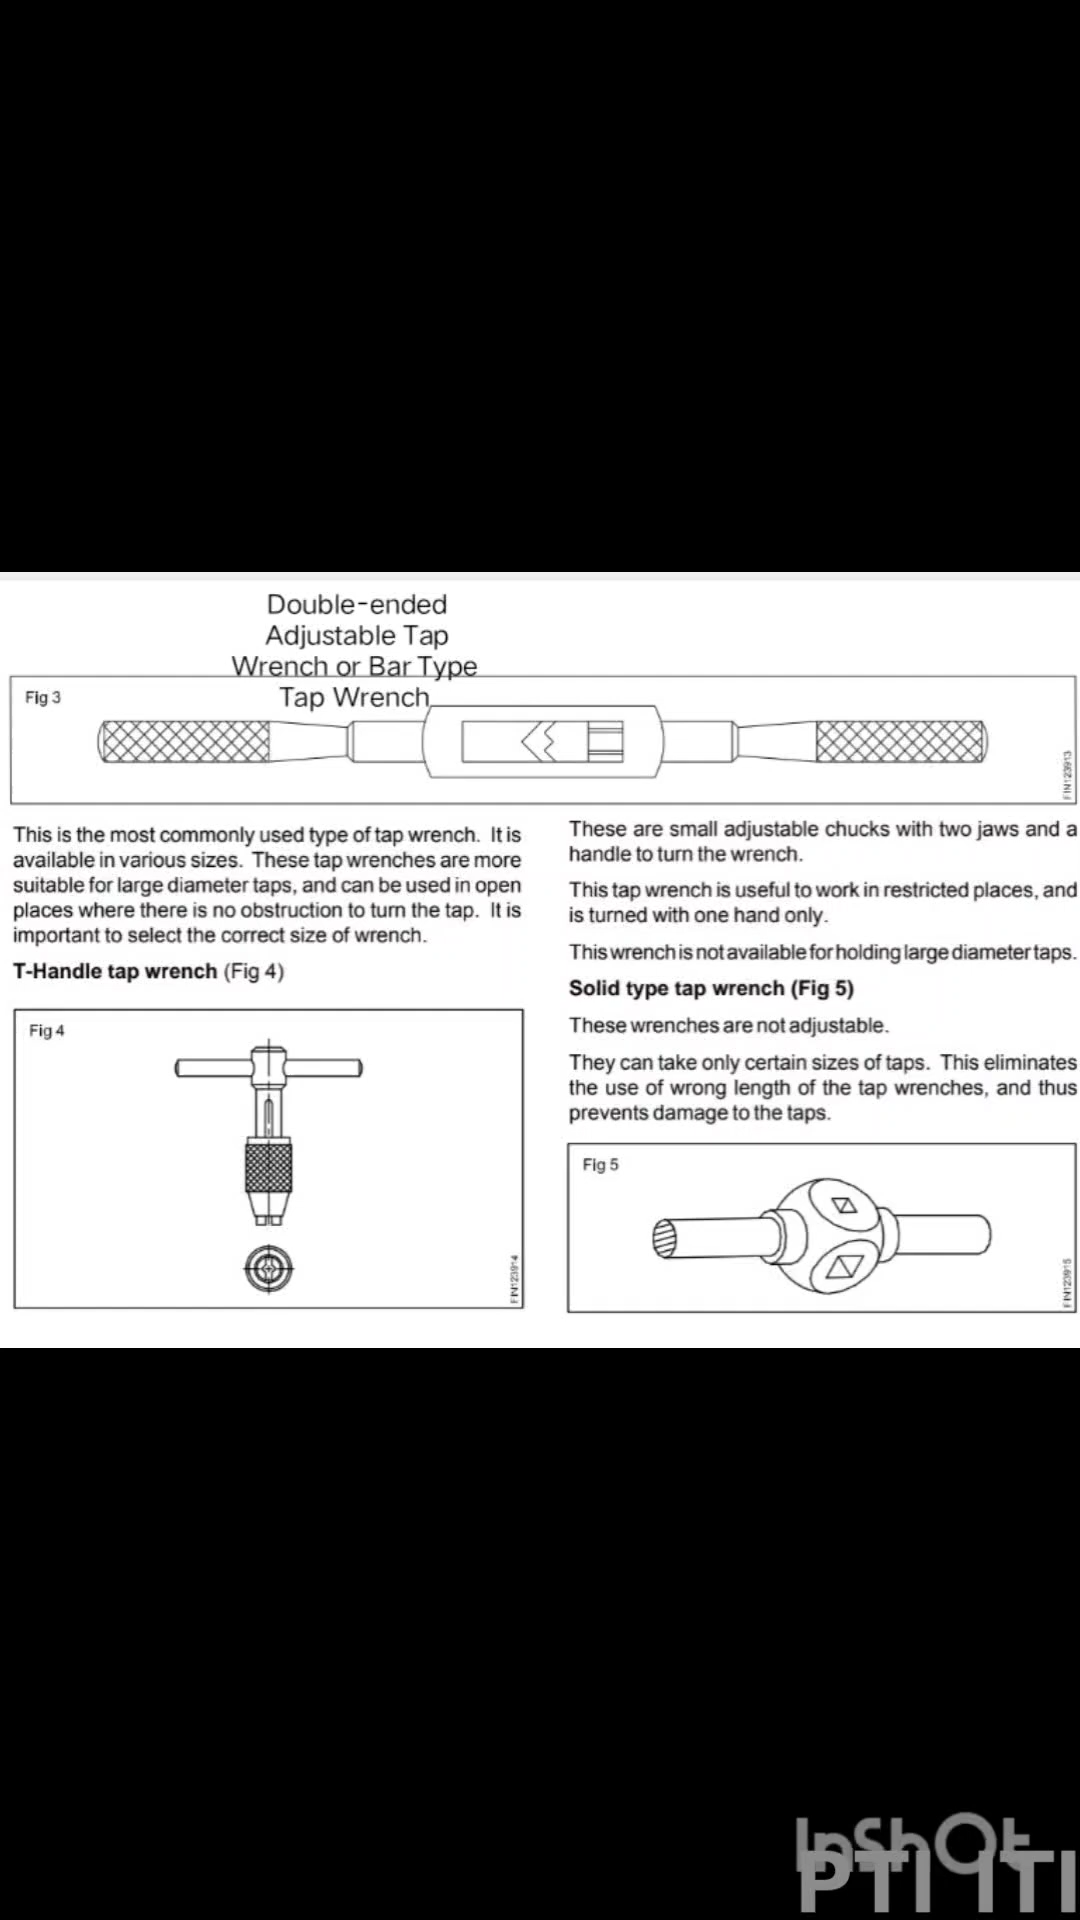 Double-ended
Adjustable Tap
Wrench or Bar Type
Tap Wrench
Fig 3
FIN123913
This is the most commonly used type of tap wrench. It is
available in various sizes. These tap wrenches are more
suitable for large diameter taps, and can be used in open
places where there is no obstruction to turn the tap. It is
important to select the correct size of wrench.
T-Handle tap wrench (Fig 4)
Fig 4
FIN123914
These are small adjustable chucks with two jaws and a
handle to turn the wrench.
This tap wrench is useful to work in restricted places, and
is turned with one hand only.
This wrench is not available for holding large diameter taps.
Solid type tap wrench (Fig 5)
These wrenches are not adjustable.
They can take only certain sizes of taps. This eliminates
the use of wrong length of the tap wrenches, and thus
prevents damage to the taps.
Fig 5
FIN123915
InShOt
PTI ITI